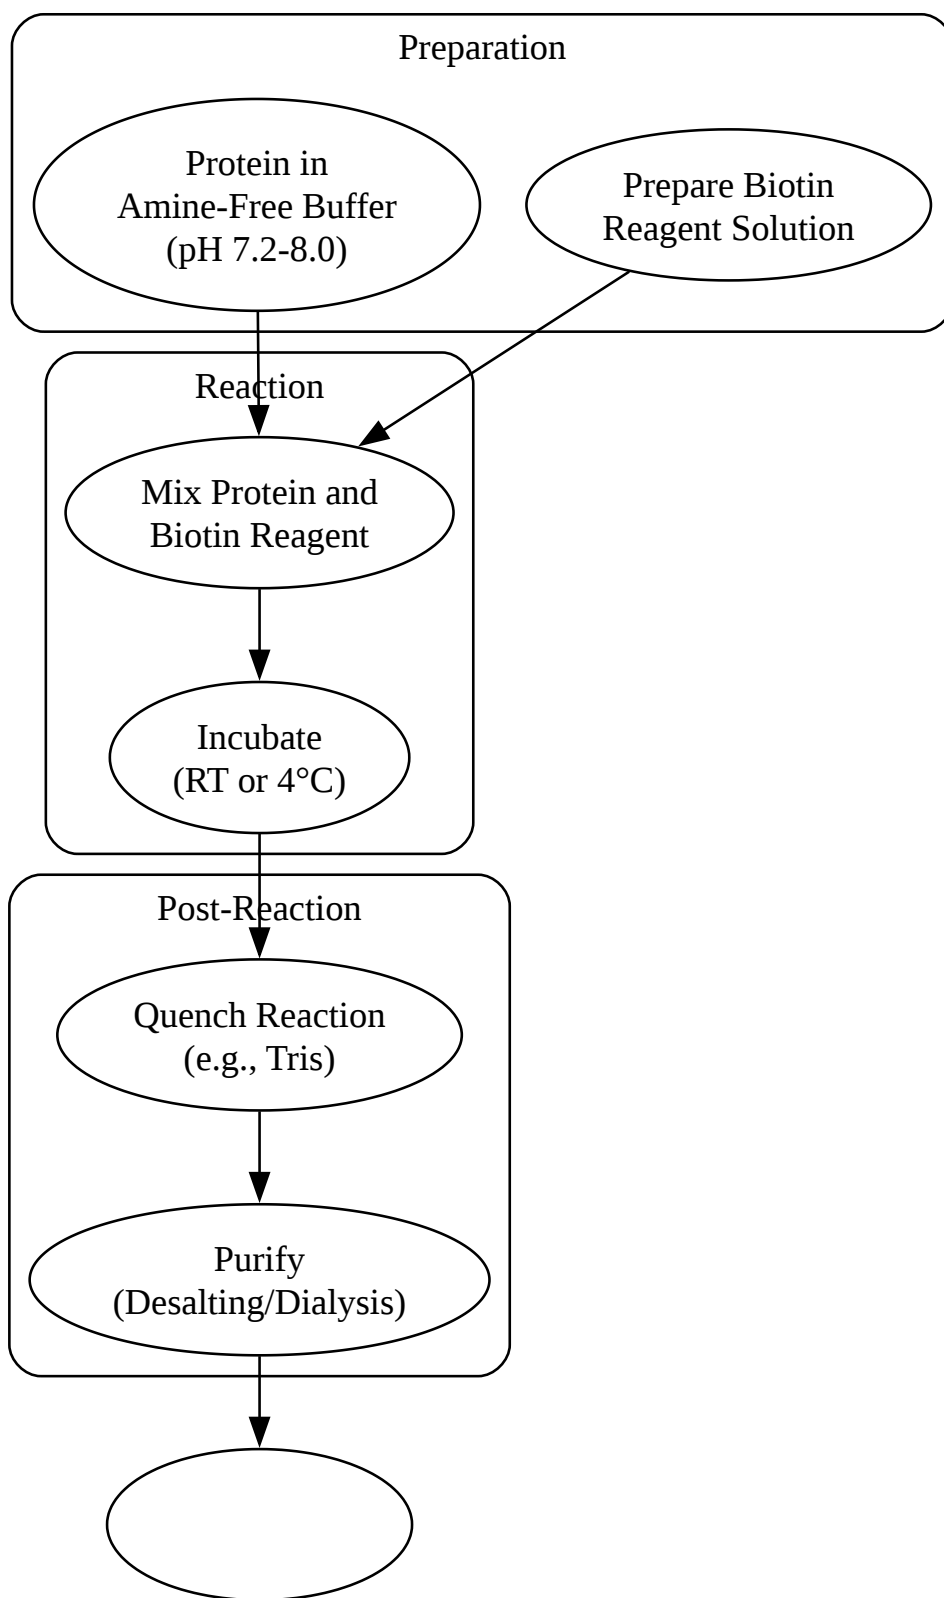 Preparation
Protein in
Amine-Free Buffer
(pH 7.2-8.0)
Prepare Biotin
Reagent Solution
Reaction
Mix Protein and
Biotin Reagent
Incubate
(RT or 4°C)
Post-Reaction
Quench Reaction
(e.g., Tris)
Purify
(Desalting/Dialysis)